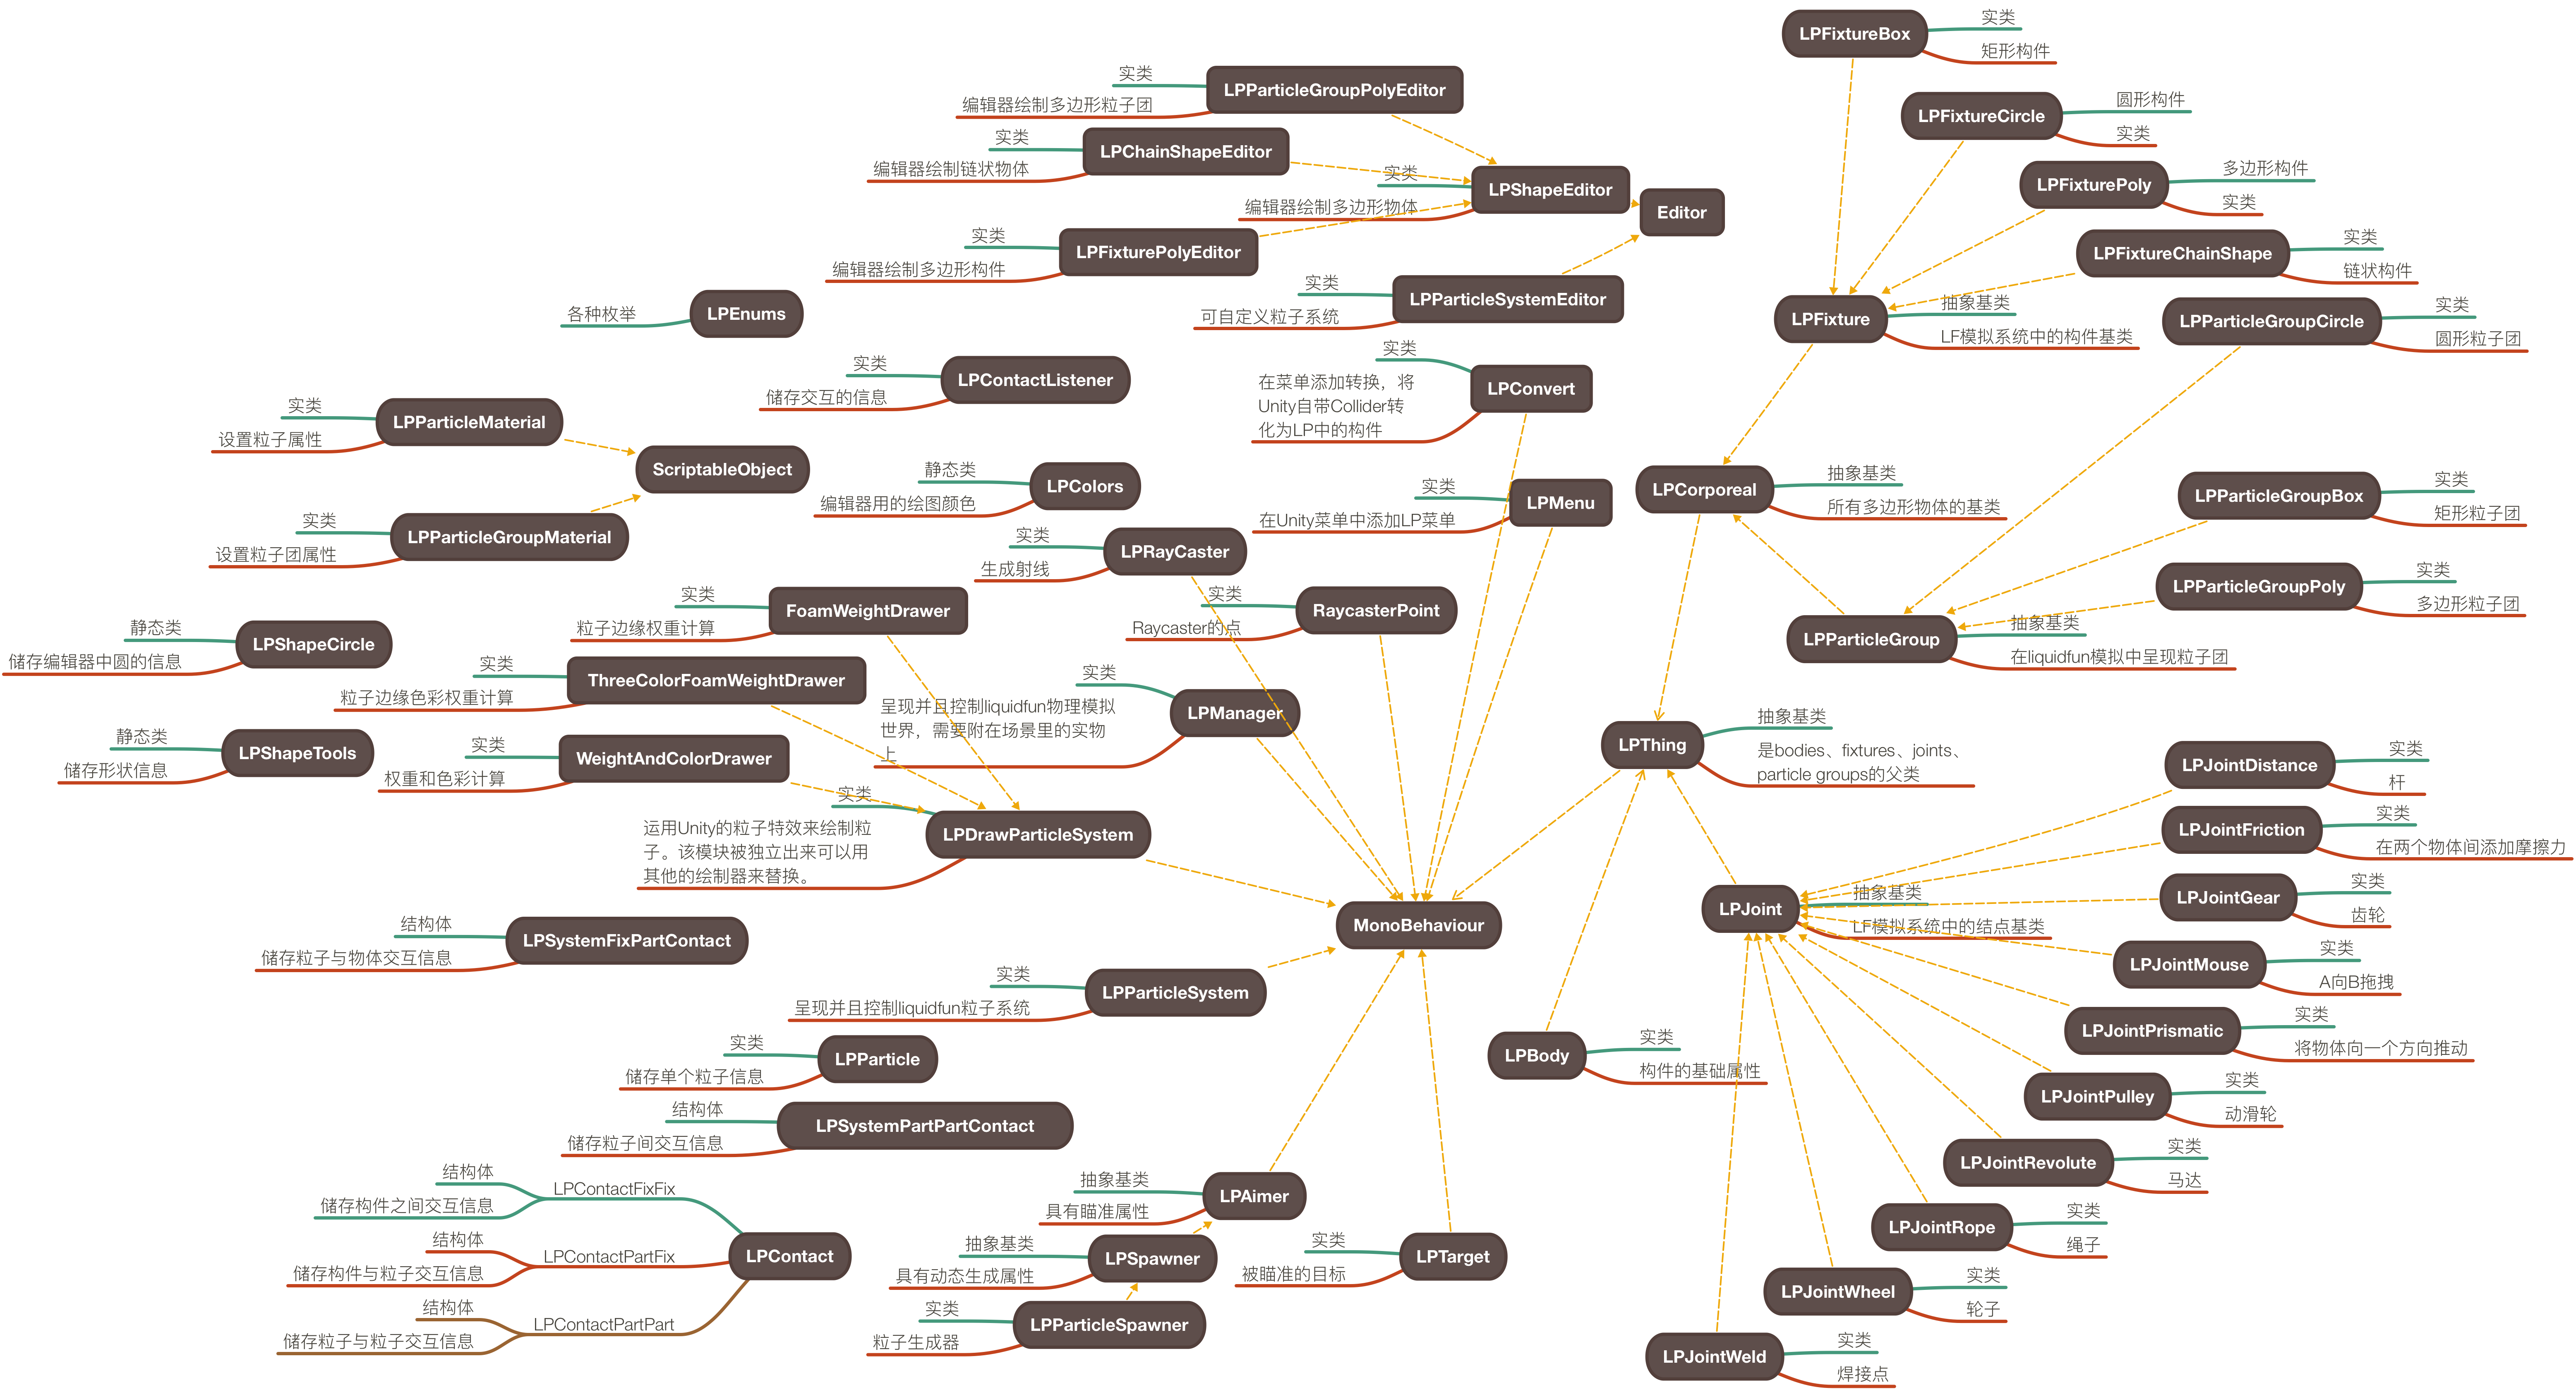 LPFixtureBox
实类
矩形构件
LPFixtureCircle
圆形构件
实类
LPFixturePoly
多边形构件
实类
LPFixtureChainShape
实类
链状构件
LPFixture
抽象基类
LF模拟系统中的构件基类
LPParticleGroupCircle
实类
圆形粒子团
LPParticleGroupBox
实类
矩形粒子团
LPParticleGroupPoly
实类
多边形粒子团
LPParticleGroup
抽象基类
在liquidfun模拟中呈现粒子团
LPCorporeal
抽象基类
所有多边形物体的基类
LPThing
抽象基类
是bodies、fixtures、joints、
particle groups的父类
LPJointDistance
实类
杆
LPJointFriction
实类
在两个物体间添加摩擦力
LPJointGear
实类
齿轮
LPJoint
抽象基类
LF模拟系统中的结点基类
LPJointMouse
实类
A向B拖拽
LPJointPrismatic
实类
将物体向一个方向推动
LPJointPulley
实类
动滑轮
LPJointRevolute
实类
马达
LPJointRope
实类
绳子
LPJointWheel
实类
轮子
LPJointWeld
实类
焊接点
LPBody
实类
构件的基础属性
实类
编辑器绘制多边形粒子团
LPParticleGroupPolyEditor
实类
编辑器绘制链状物体
LPChainShapeEditor
实类
编辑器绘制多边形物体
LPShapeEditor
Editor
实类
编辑器绘制多边形构件
LPFixturePolyEditor
实类
可自定义粒子系统
LPParticleSystemEditor
各种枚举
LPEnums
实类
储存交互的信息
LPContactListener
实类
在菜单添加转换，将
Unity自带Collider转
化为LP中的构件
LPConvert
实类
设置粒子属性
LPParticleMaterial
ScriptableObject
实类
设置粒子团属性
LPParticleGroupMaterial
静态类
编辑器用的绘图颜色
LPColors
实类
在Unity菜单中添加LP菜单
LPMenu
实类
生成射线
LPRayCaster
实类
Raycaster的点
RaycasterPoint
实类
粒子边缘权重计算
FoamWeightDrawer
静态类
储存编辑器中圆的信息
LPShapeCircle
实类
粒子边缘色彩权重计算
ThreeColorFoamWeightDrawer
实类
呈现并且控制liquidfun物理模拟
世界，需要附在场景里的实物
上
LPManager
静态类
储存形状信息
LPShapeTools
实类
权重和色彩计算
WeightAndColorDrawer
实类
运用Unity的粒子特效来绘制粒
子。该模块被独立出来可以用
其他的绘制器来替换。
LPDrawParticleSystem
MonoBehaviour
结构体
储存粒子与物体交互信息
LPSystemFixPartContact
实类
呈现并且控制liquidfun粒子系统
LPParticleSystem
实类
储存单个粒子信息
LPParticle
结构体
储存粒子间交互信息
LPSystemPartPartContact
结构体
储存构件之间交互信息
LPContactFixFix
结构体
储存构件与粒子交互信息
LPContactPartFix
结构体
储存粒子与粒子交互信息
LPContactPartPart
LPContact
抽象基类
具有瞄准属性
LPAimer
抽象基类
具有动态生成属性
LPSpawner
实类
粒子生成器
LPParticleSpawner
实类
被瞄准的目标
LPTarget